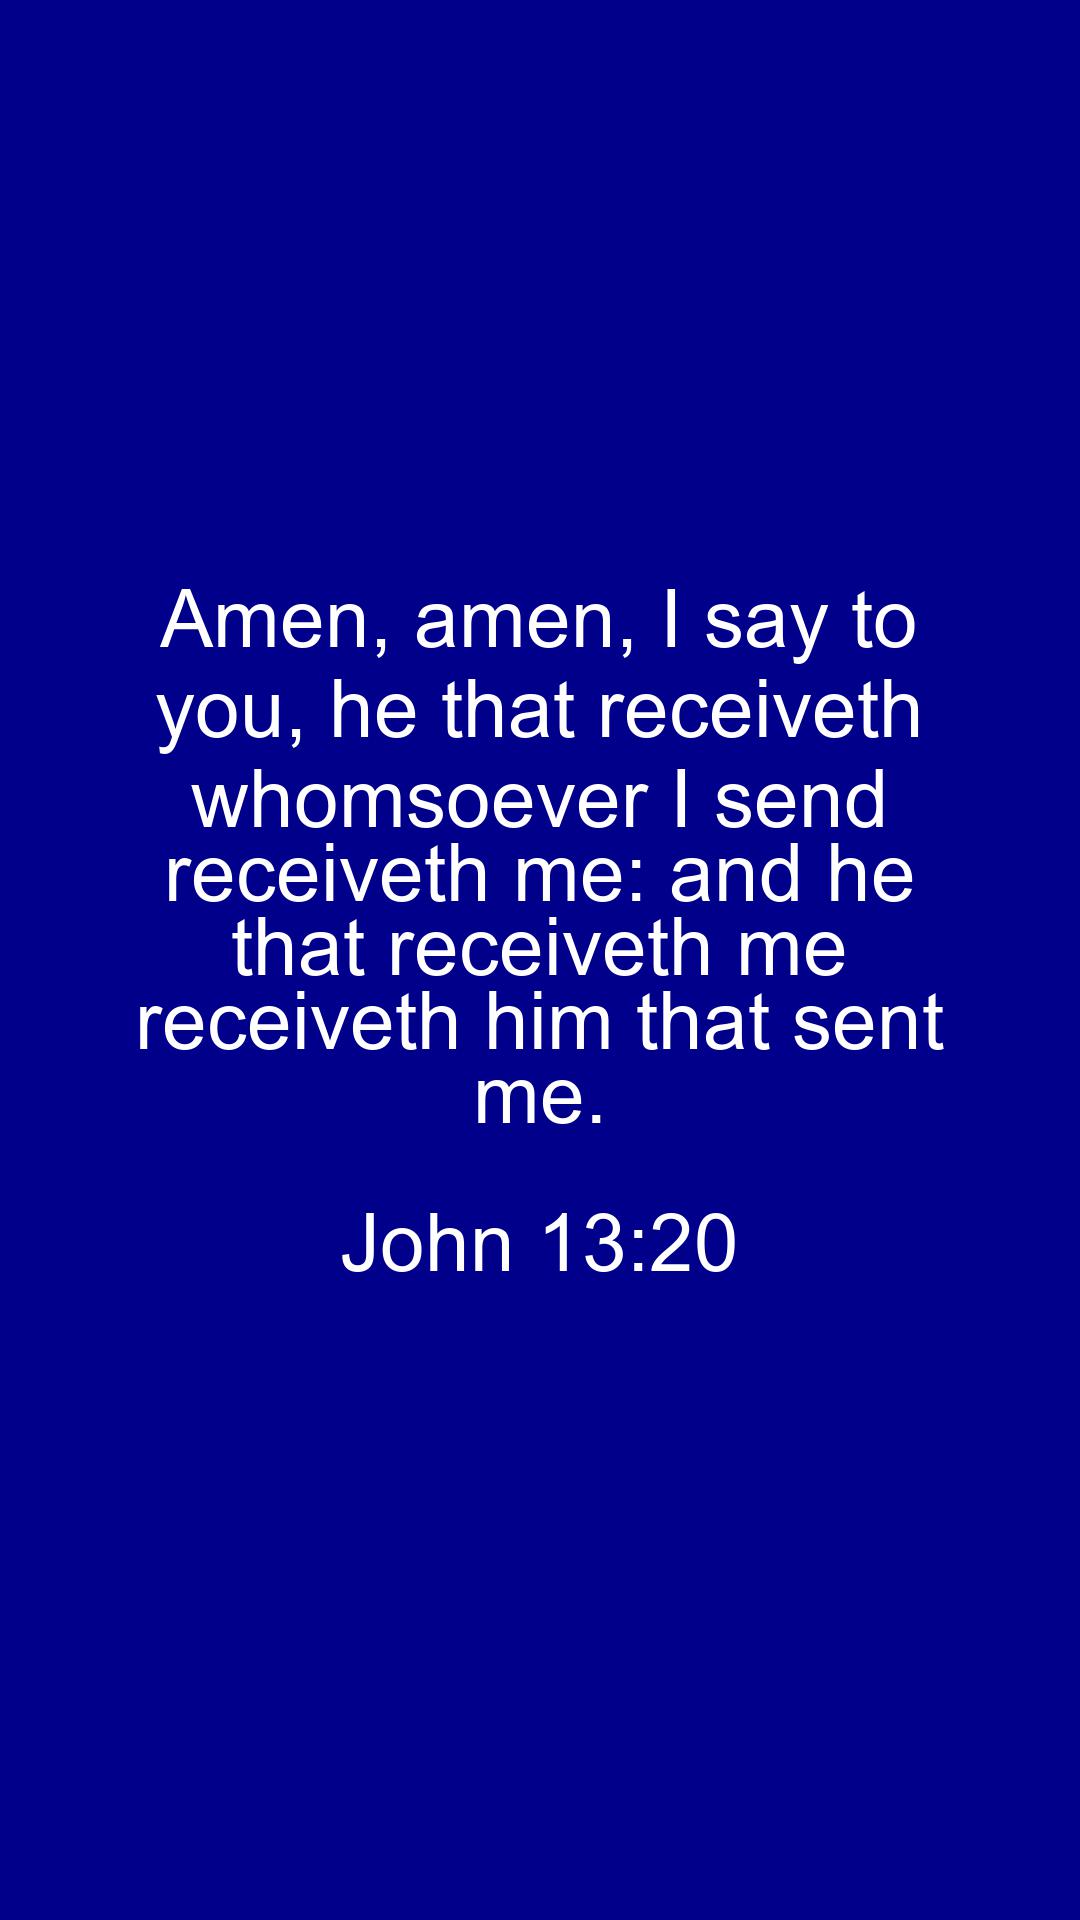 Amen, amen, I say to
you, he that receiveth
whomsoever I send
receiveth me: and he
that receiveth me
receiveth him that sent
me.
John 13:20